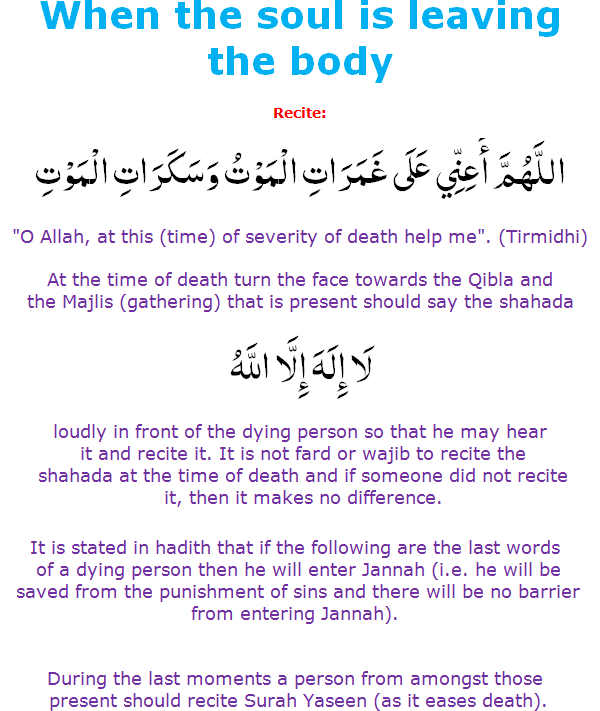 When the soul is leaving
the body
Recite:
اللَّهُمَّ أَعِنِّي عَلَى غَمَرَاتِ الْمَوْتُ وَسَكَرَاتِ الْمَوْتِ
"O Allah, at this (time) of severity of death help me". (Tirmidhi)
At the time of death turn the face towards the Qibla and
the Majlis (gathering) that is present should say the shahada
لَا إِلَهَ إِلَّا اللَّهُ
loudly in front of the dying person so that he may hear
it and recite it. It is not fard or wajib to recite the
shahada at the time of death and if someone did not recite
it, then it makes no difference.
It is stated in hadith that if the following are the last words
of a dying person then he will enter Jannah (i.e. he will be
saved from the punishment of sins and there will be no barrier
from entering Jannah).
During the last moments a person from amongst those
present should recite Surah Yaseen (as it eases death).